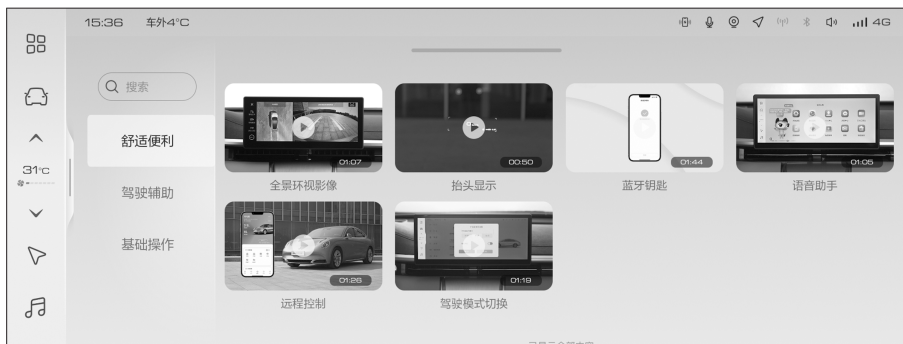 15:36 车外4°C
4G
搜索
31°C
舒适便利
驾驶辅助
基础操作
01:07
00:50
01:44
01:05
全景环视影像
抬头显示
蓝牙钥匙
语音助手
01:26
01:19
远程控制
驾驶模式切换